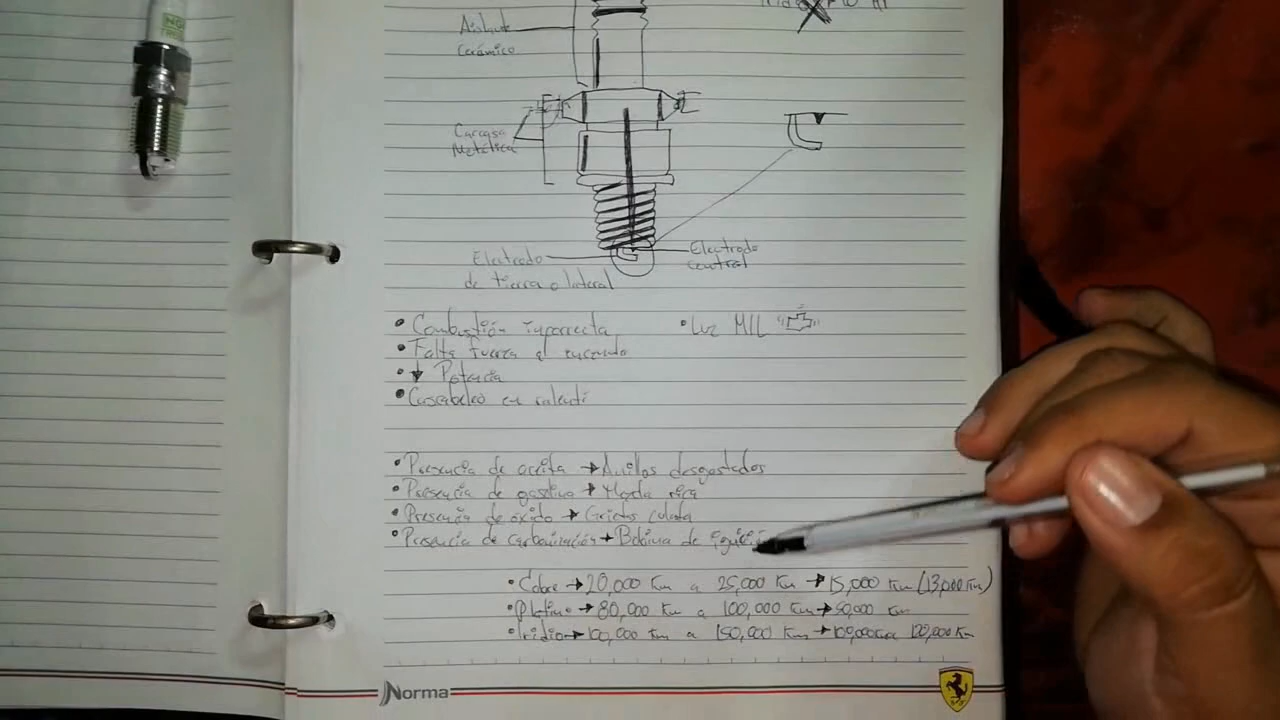 NG
Aislante
Cerámico
Carcasa
Metálica
Electrodo
de tierra o lateral
Electrodo
central
• Combustión incorrecta
• Luz MIL
• Falta fuerza al
• ↓ Potencia
• Cascabeleo en ralentí
• Presencia de aceite → Anillos desgastados
• Presencia de gasolina → Mezcla rica
• Presencia de óxido → Grietas culata
• Presencia de carbonización → Bobina de
• Cobre → 20,000 Km a 25,000 Km → 15,000 Km (13,000 Km)
• Platino → 80,000 Km a 100,000 Km → 50,000 Km
• Iridio → 100,000 Km a 150,000 Km → 100,000 Km a 120,000 Km
Norma